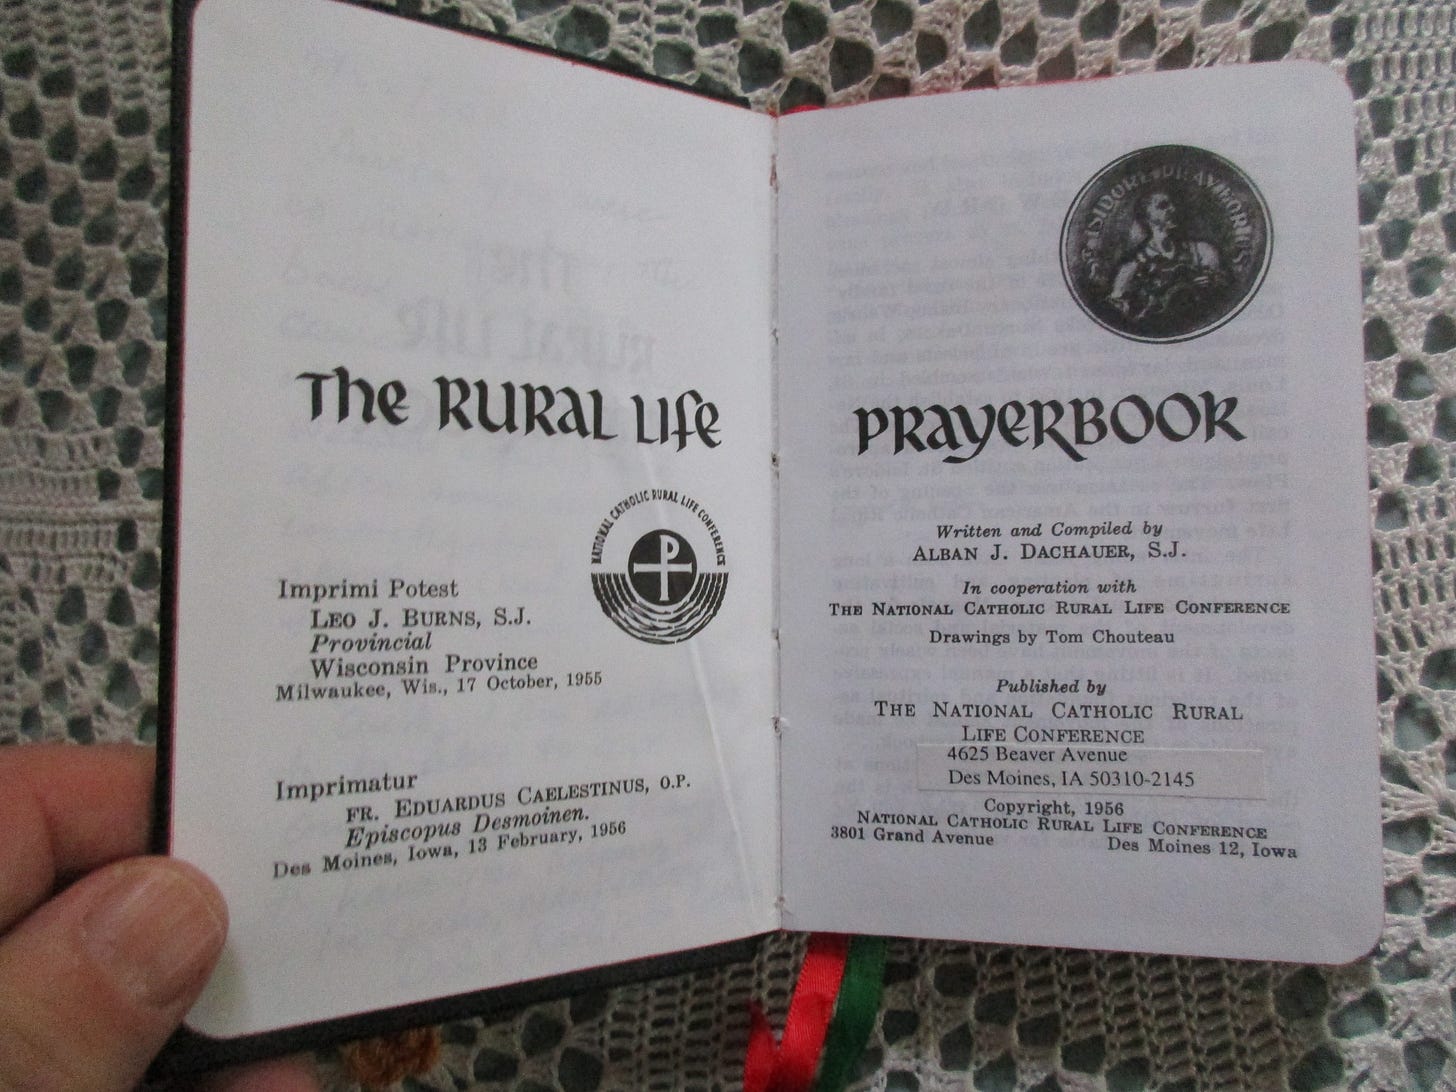 The RURAL LIFE
NATIONAL CATHOLIC RURAL LIFE CONFERENCE
P
Imprimi Potest
LEO J. BURNS, S.J.
Provincial
Wisconsin Province
Milwaukee, Wis., 17 October, 1955
Imprimatur
FR. EDUARDUS CAELESTINUS, O.P.
Episcopus Desmoinen.
Des Moines, Iowa, 13 February, 1956
ISIDORE PRAY FOR US
PRAYERBOOK
Written and Compiled by
ALBAN J. DACHAUER, S.J.
In cooperation with
THE NATIONAL CATHOLIC RURAL LIFE CONFERENCE
Drawings by Tom Chouteau
Published by
THE NATIONAL CATHOLIC RURAL
LIFE CONFERENCE
4625 Beaver Avenue
Des Moines, IA 50310-2145
Copyright, 1956
NATIONAL CATHOLIC RURAL LIFE CONFERENCE
3801 Grand Avenue Des Moines 12, Iowa